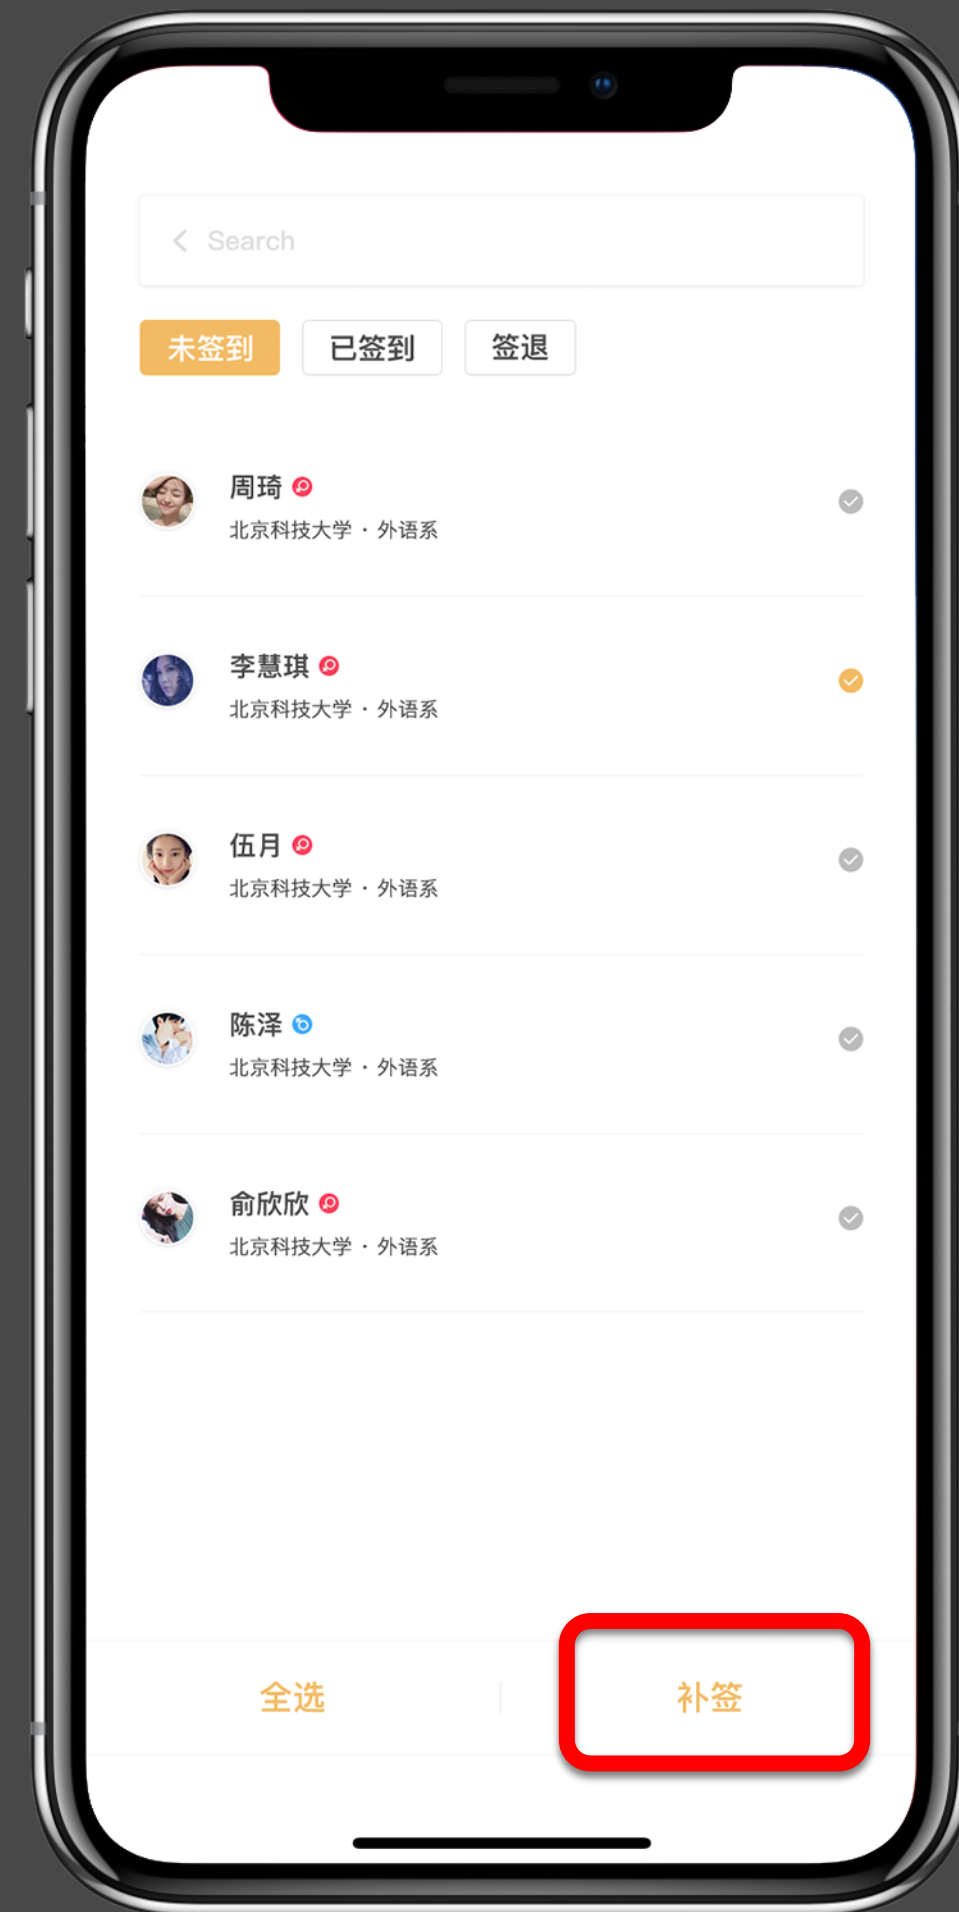 Search
未签到 已签到 签退
周琦
北京科技大学 · 外语系
李慧琪
北京科技大学 · 外语系
伍月
北京科技大学 · 外语系
陈泽
北京科技大学 · 外语系
俞欣欣
北京科技大学 · 外语系
全选 补签